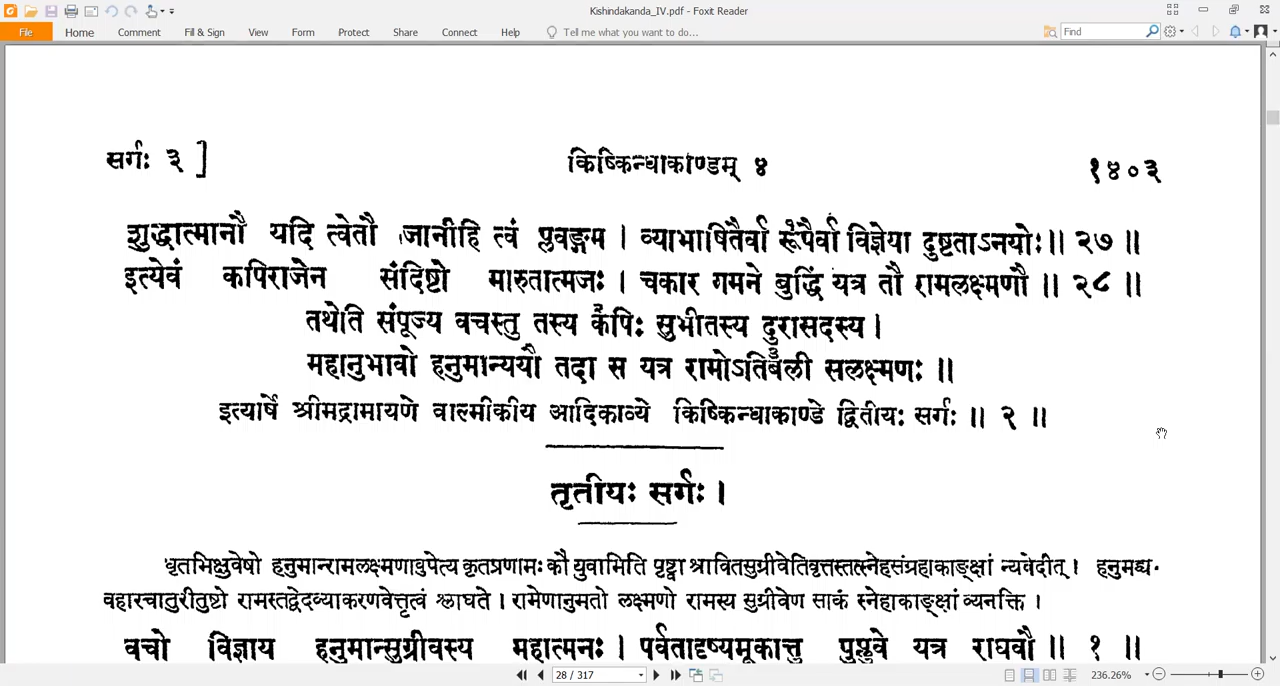 Kishindakanda_IV.pdf - Foxit Reader
File Home Comment Fill & Sign View Form Protect Share Connect Help Tell me what you want to do... Find
सर्गः ३ ] किष्किन्धाकाण्डम् ४ १४०३
शुद्धात्मानौ यदि त्वेतौ जानीहि त्वं प्लवङ्गम । व्याभाषितैर्वा रूपैर्वा विज्ञेया दुष्टताऽनयोः ॥ २७ ॥
इत्येवं कपिराजेन संदिष्टो मारुतात्मजः । चकार गमने बुद्धिं यत्र तौ रामलक्ष्मणौ ॥ २८ ॥
तथेति संपूज्य वचस्तु तस्य कपिः सुभीतस्य दुरासदस्य ।
महानुभावो हनुमान्ययौ तदा स यत्र रामोऽतिबली सलक्ष्मणः ॥
इत्यार्षे श्रीमद्रामायणे वाल्मीकीय आदिकाव्ये किष्किन्धाकाण्डे द्वितीयः सर्गः ॥ २ ॥
तृतीयः सर्गः ।
धृतभिक्षुवेषो हनुमान्रामलक्ष्मणावुपेत्य कृतप्रणामः कौ युवामिति पृष्ट्वा श्रावितसुग्रीवेतिवृत्तस्तत्स्नेहसंग्रहाकाङ्क्षां न्यवेदीत् । हनुमद्व्य-
वहारचातुरीतुष्टो रामस्तद्वेदव्याकरणवेत्तृत्वं श्लाघते । रामेणानुमतो लक्ष्मणो रामस्य सुग्रीवेण साकं स्नेहाकाङ्क्षां व्यनक्ति ।
वचो विज्ञाय हनुमान्सुग्रीवस्य महात्मनः । पर्वतादृष्यमूकात्तु पुप्लुवे यत्र राघवौ ॥ १ ॥
28 / 317 236.26%